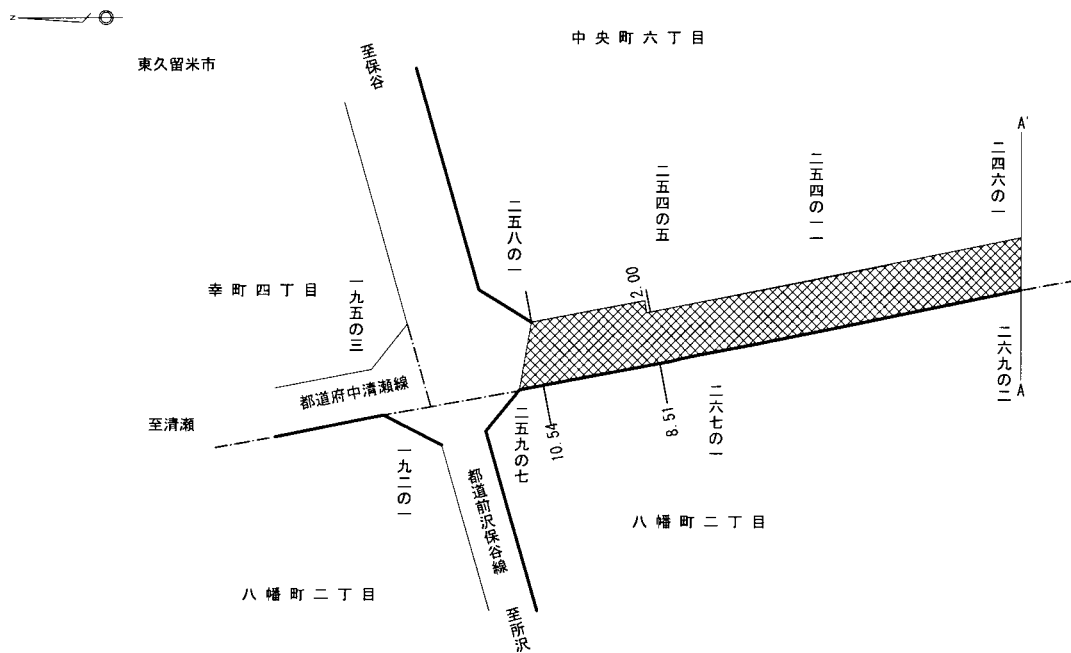 N
東久留米市
中央町六丁目
至保谷
A'
二四六の一
二五四の一一
二五四の五
二五八の一
2.00
幸町四丁目
一九五の三
都道府中清瀬線
至清瀬
一九二の一
二五九の七
10.54
8.51
二六七の一
二六九の二
A
都道前沢保谷線
八幡町二丁目
八幡町二丁目
至所沢